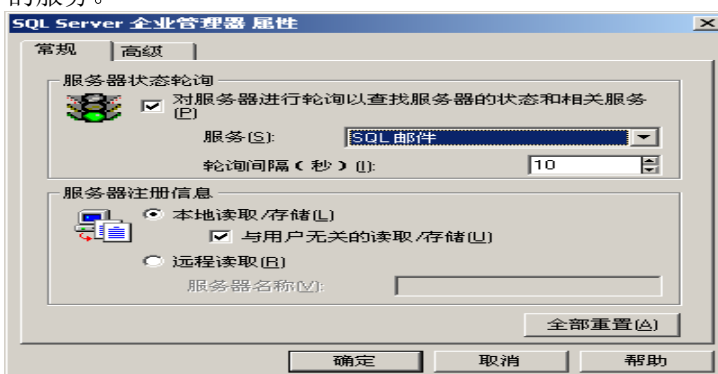 的服务。
SQL Server 企业管理器 属性
常规 高级
服务器状态轮询
对服务器进行轮询以查找服务器的状态和相关服务
(P)
服务(S): SQL 邮件
轮询间隔(秒)(I): 10
服务器注册信息
本地读取/存储(L)
与用户无关的读取/存储(U)
远程读取(R)
服务器名称(V):
全部重置(A)
确定 取消 帮助